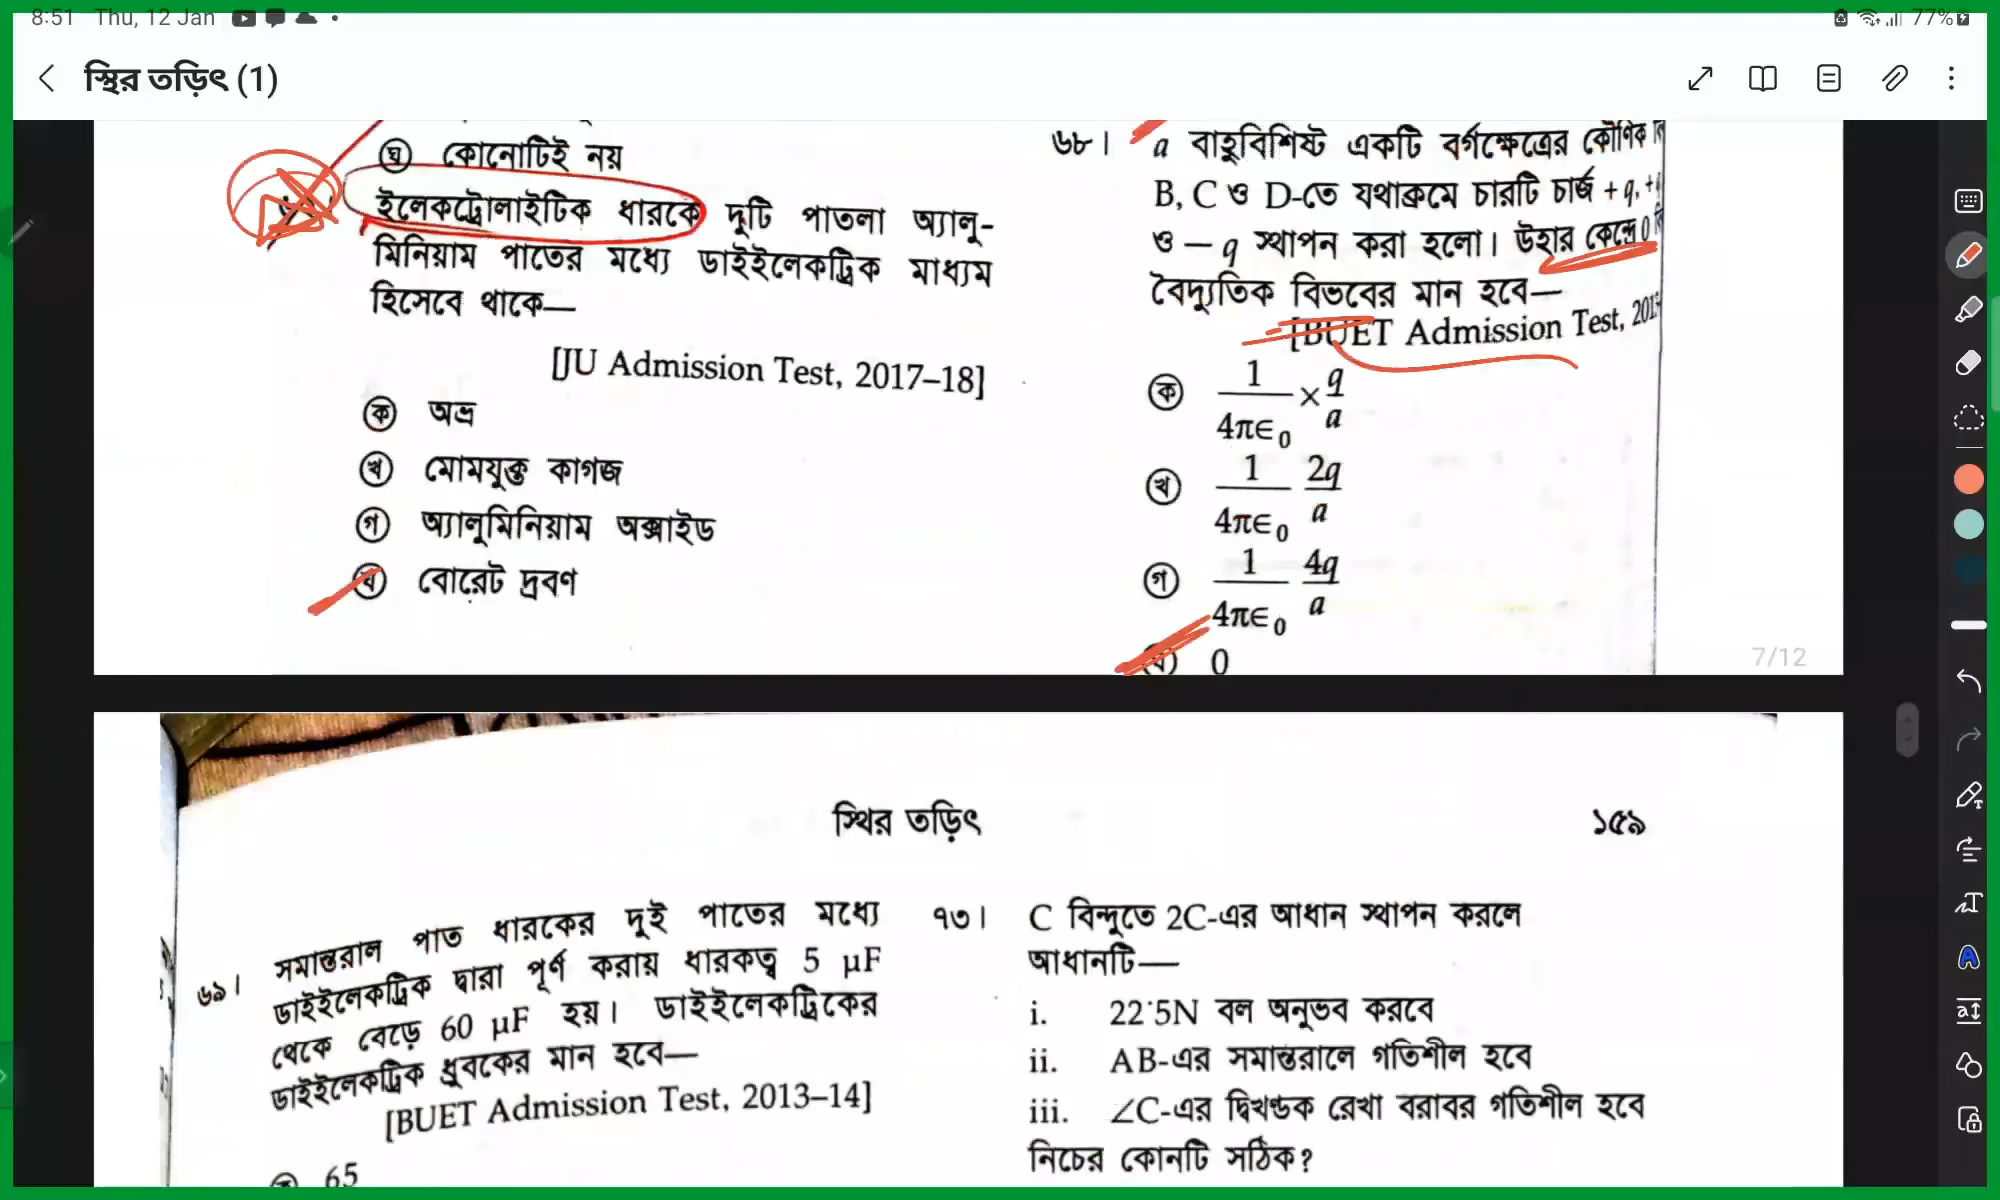 8:51 Thu, 12 Jan
77%
স্থির তড়িৎ (1)
ঘ কোনোটিই নয়
ইলেকট্রোলাইটিক ধারকে দুটি পাতলা অ্যালু-
মিনিয়াম পাতের মধ্যে ডাইইলেকট্রিক মাধ্যম
হিসেবে থাকে—
[JU Admission Test, 2017–18]
ক অভ্র
খ মোমযুক্ত কাগজ
গ অ্যালুমিনিয়াম অক্সাইড
ঘ বোরেট দ্রবণ
৬৮। a বাহুবিশিষ্ট একটি বর্গক্ষেত্রের কৌণিক
B, C ও D-তে যথাক্রমে চারটি চার্জ + q,
ও – q স্থাপন করা হলো। উহার কেন্দ্রে 0
বৈদ্যুতিক বিভবের মান হবে—
[BUET Admission Test,
ক 1/4πϵ0 × q/a
খ 1/4πϵ0 2q/a
গ 1/4πϵ0 4q/a
ঘ 0
7/12
স্থির তড়িৎ
১৫৯
৬৯। সমান্তরাল পাত ধারকের দুই পাতের মধ্যে
ডাইইলেকট্রিক দ্বারা পূর্ণ করায় ধারকত্ব 5 μF
থেকে বেড়ে 60 μF হয়। ডাইইলেকট্রিকের
ডাইইলেকট্রিক ধ্রুবকের মান হবে—
[BUET Admission Test, 2013–14]
65
৭৩। C বিন্দুতে 2C-এর আধান স্থাপন করলে
আধানটি—
i. 22·5N বল অনুভব করবে
ii. AB-এর সমান্তরালে গতিশীল হবে
iii. ∠C-এর দ্বিখণ্ডক রেখা বরাবর গতিশীল হবে
নিচের কোনটি সঠিক?